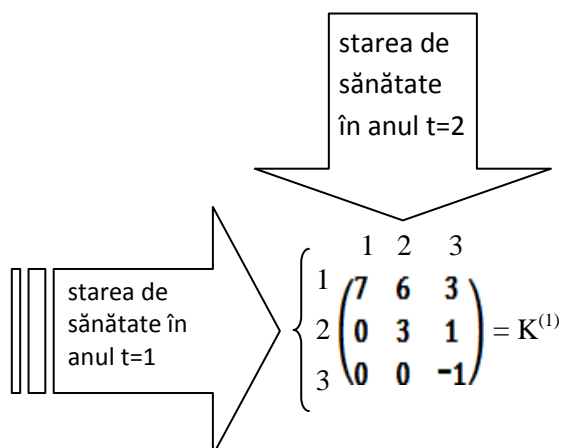 starea de
sănătate
în anul t=2
starea de
sănătate în
anul t=1
1 2 3
1 7 6 3
2 0 3 1 = K(1)
3 0 0 -1